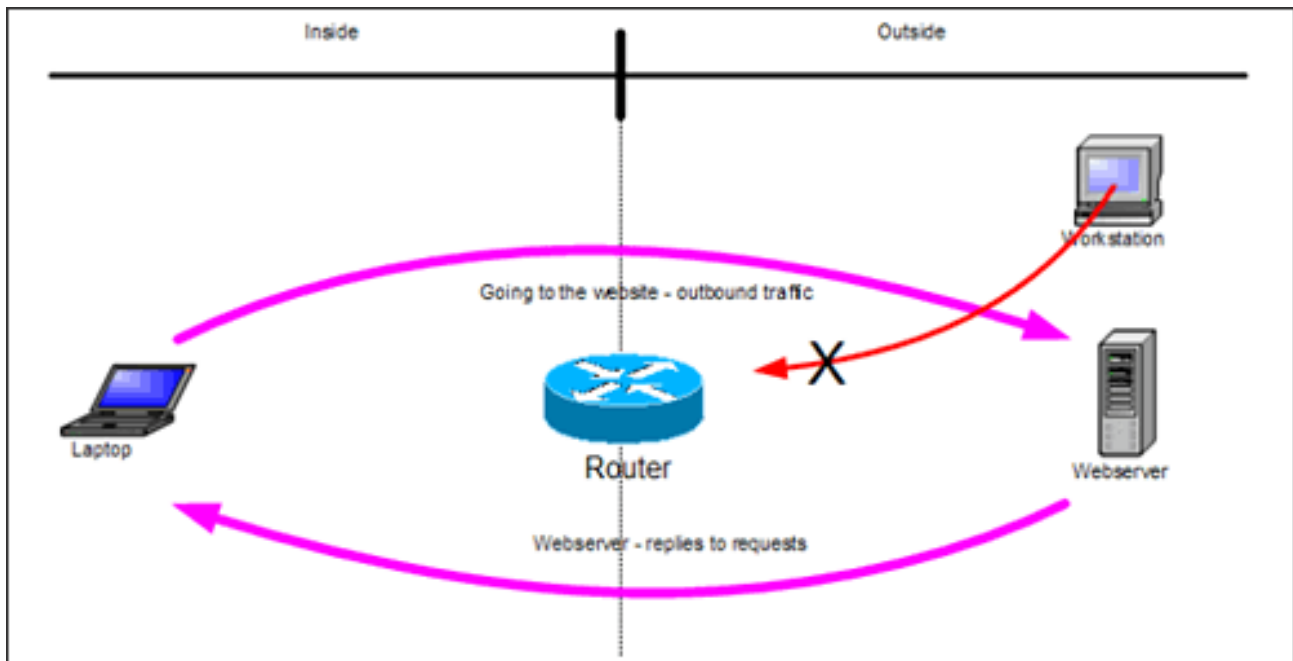 Inside
Outside
Workstation
Going to the website - outbound traffic
X
Laptop
Router
Webserver
Webserver - replies to requests